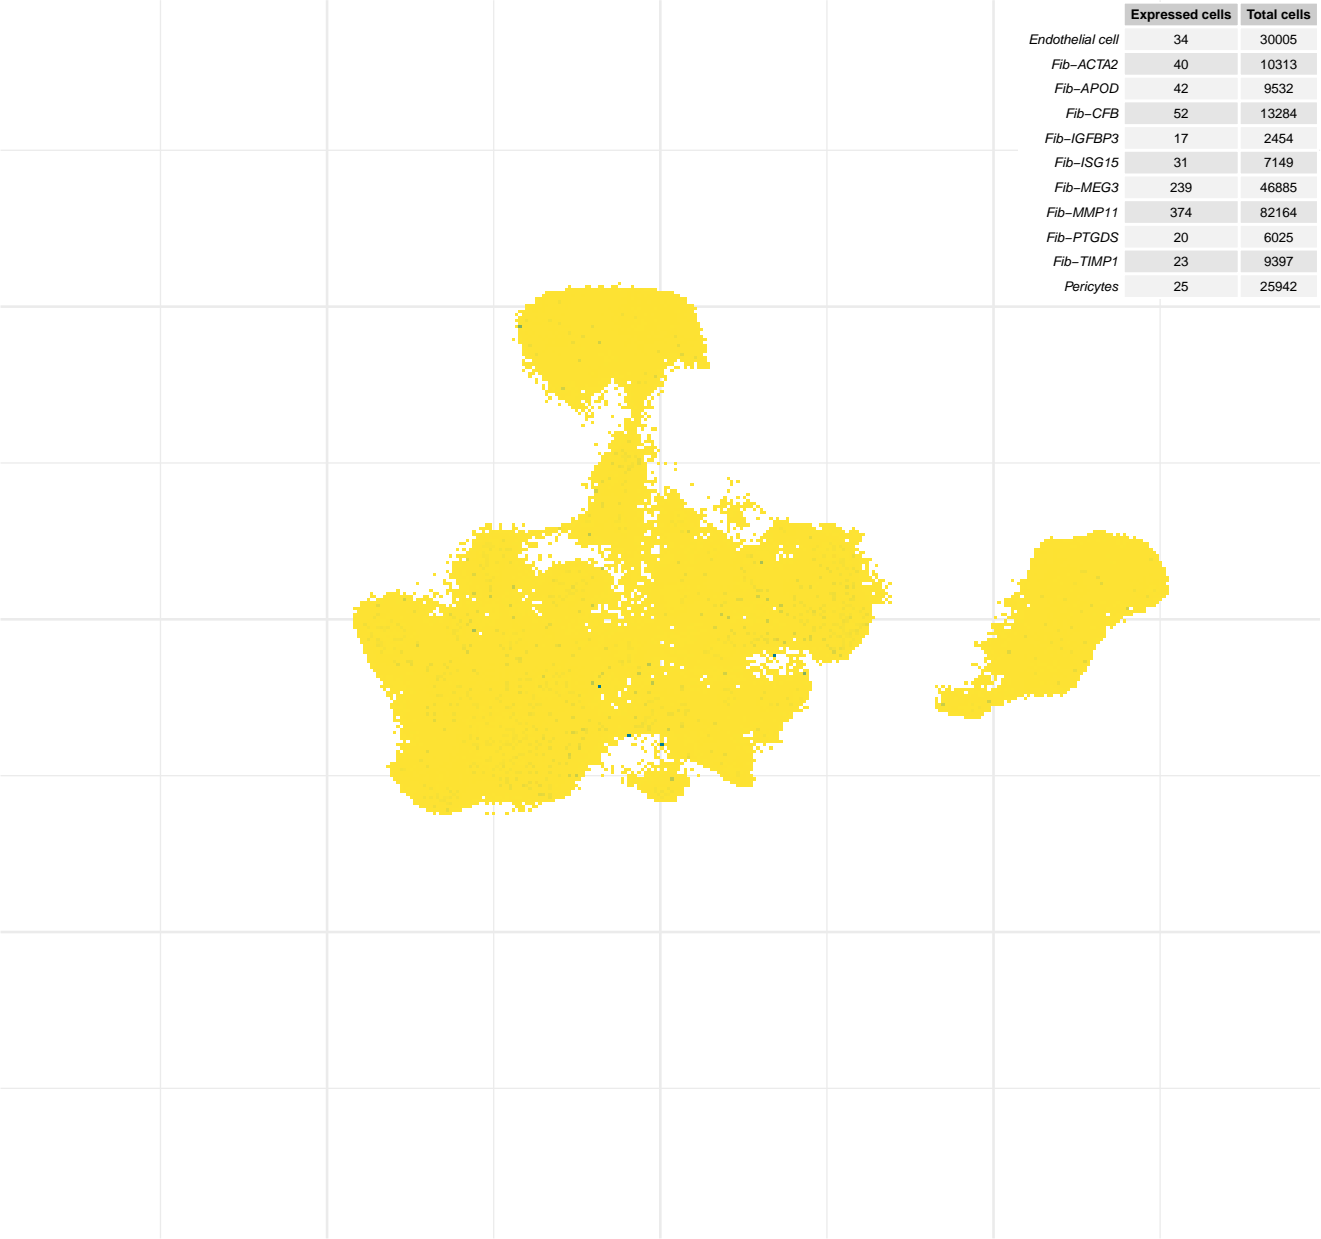 Expressed cells Total cells
Endothelial cell 34 30005
Fib−ACTA2 40 10313
Fib−APOD 42 9532
Fib−CFB 52 13284
Fib−IGFBP3 17 2454
Fib−ISG15 31 7149
Fib−MEG3 239 46885
Fib−MMP11 374 82164
Fib−PTGDS 20 6025
Fib−TIMP1 23 9397
Pericytes 25 25942